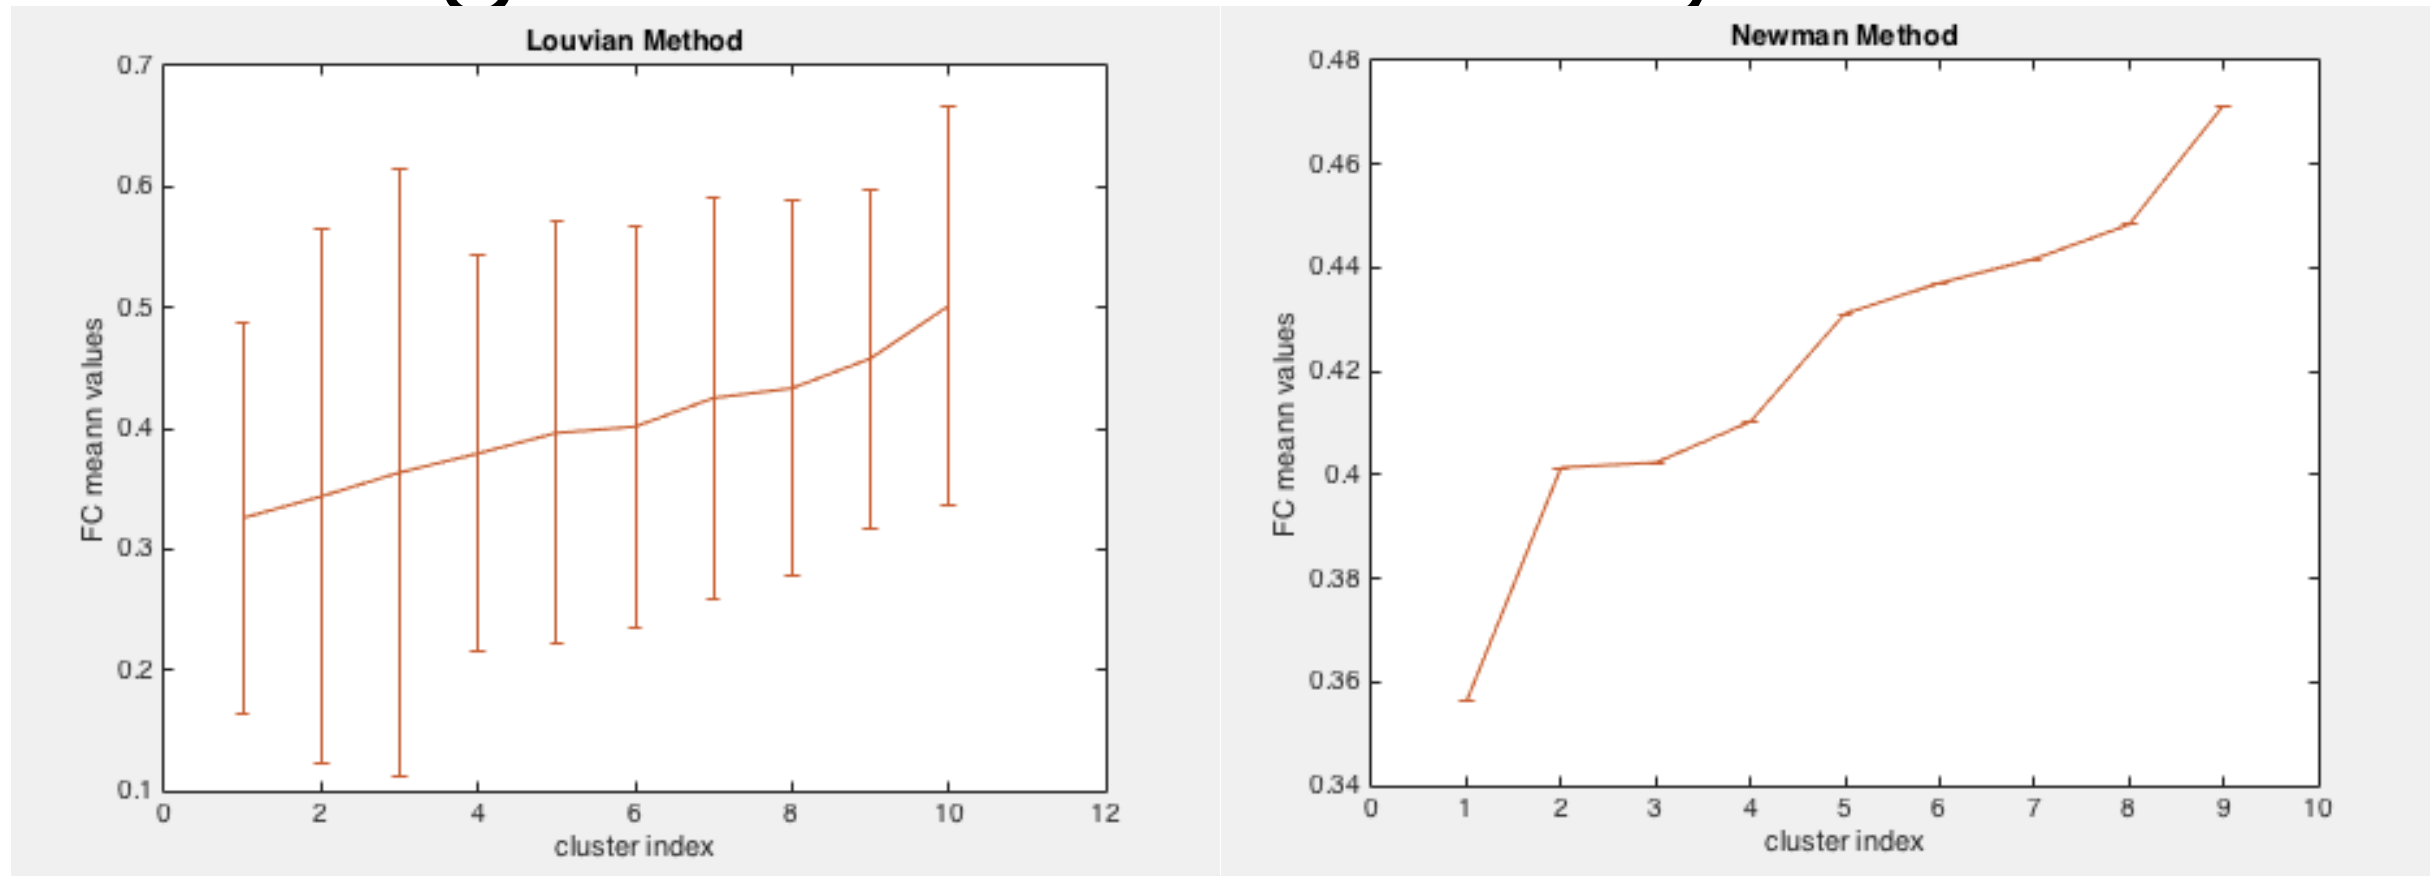 Louvian Method
0.7
0.6
0.5
0.4
0.3
0.2
0.1
0 2 4 6 8 10 12
FC meann values
cluster index
Newman Method
0.48
0.46
0.44
0.42
0.4
0.38
0.36
0.34
0 1 2 3 4 5 6 7 8 9 10
FC mean values
cluster index